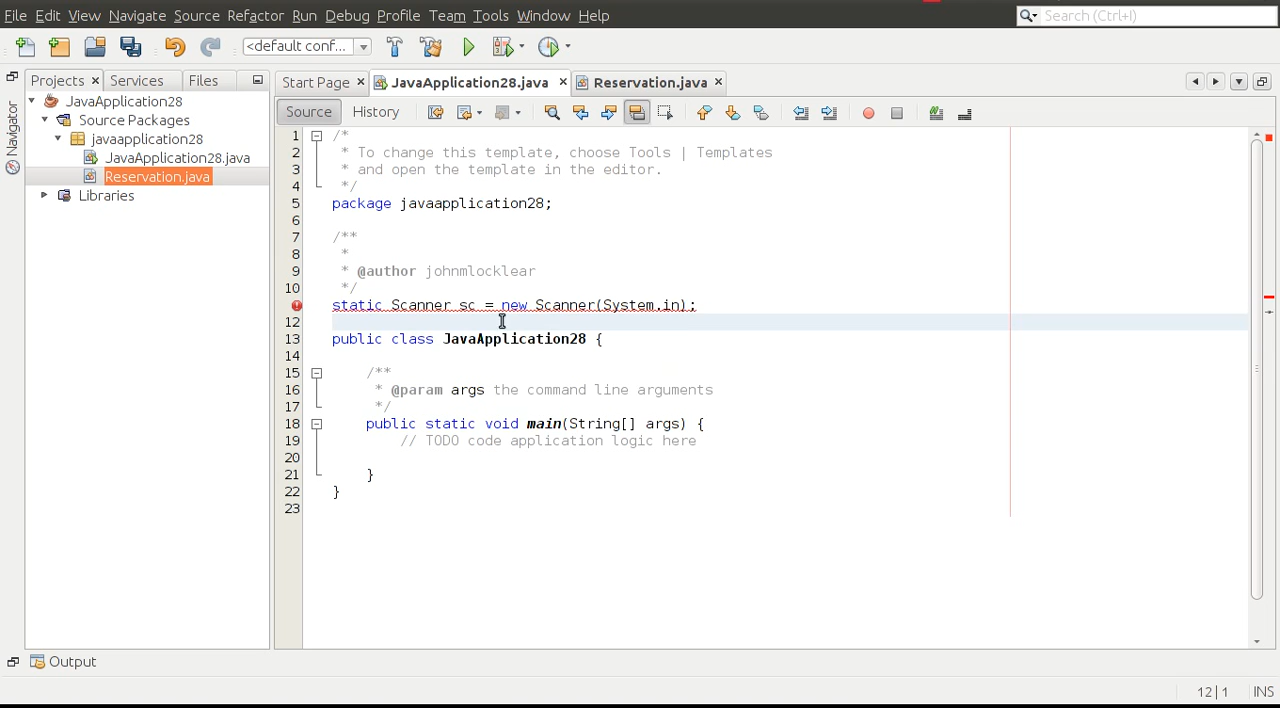 File Edit View Navigate Source Refactor Run Debug Profile Team Tools Window Help
Search (Ctrl+I)
<default conf...
Projects Services Files
Start Page JavaApplication28.java Reservation.java
Navigator
JavaApplication28
Source Packages
javaapplication28
JavaApplication28.java
Reservation.java
Libraries
Source History
1 /*
2 * To change this template, choose Tools | Templates
3 * and open the template in the editor.
4 */
5 package javaapplication28;
6
7 /**
8 *
9 * @author johnmlocklear
10 */
static Scanner sc = new Scanner(System.in);
12
13 public class JavaApplication28 {
14
15 /**
16 * @param args the command line arguments
17 */
18 public static void main(String[] args) {
19 // TODO code application logic here
20
21 }
22 }
23
Output
12|1 INS